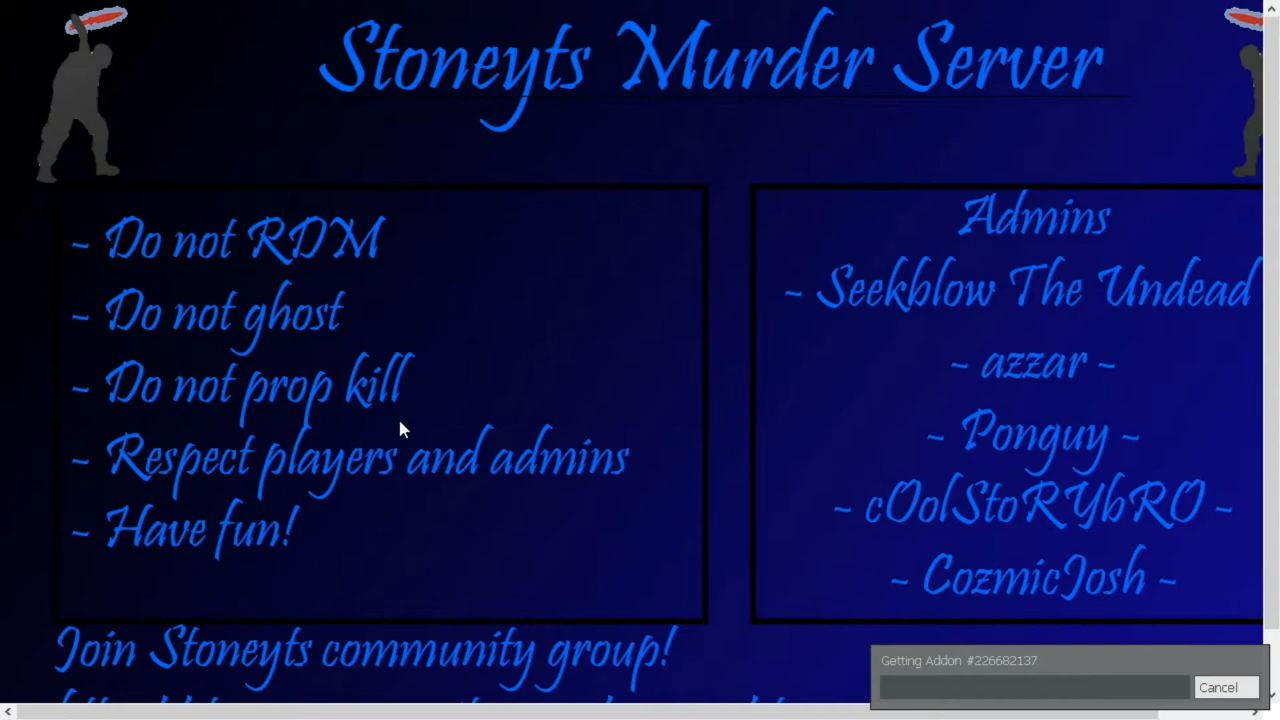 Stoneyts Murder Server
- Do not RDM
- Do not ghost
- Do not prop kill
- Respect players and admins
- Have fun!
Admins
- Seekblow The Undead
- azzar -
- Ponguy -
- cOolStoRYbRO -
- CozmicJosh -
Join Stoneyts community group!
Getting Addon #226682137
Cancel